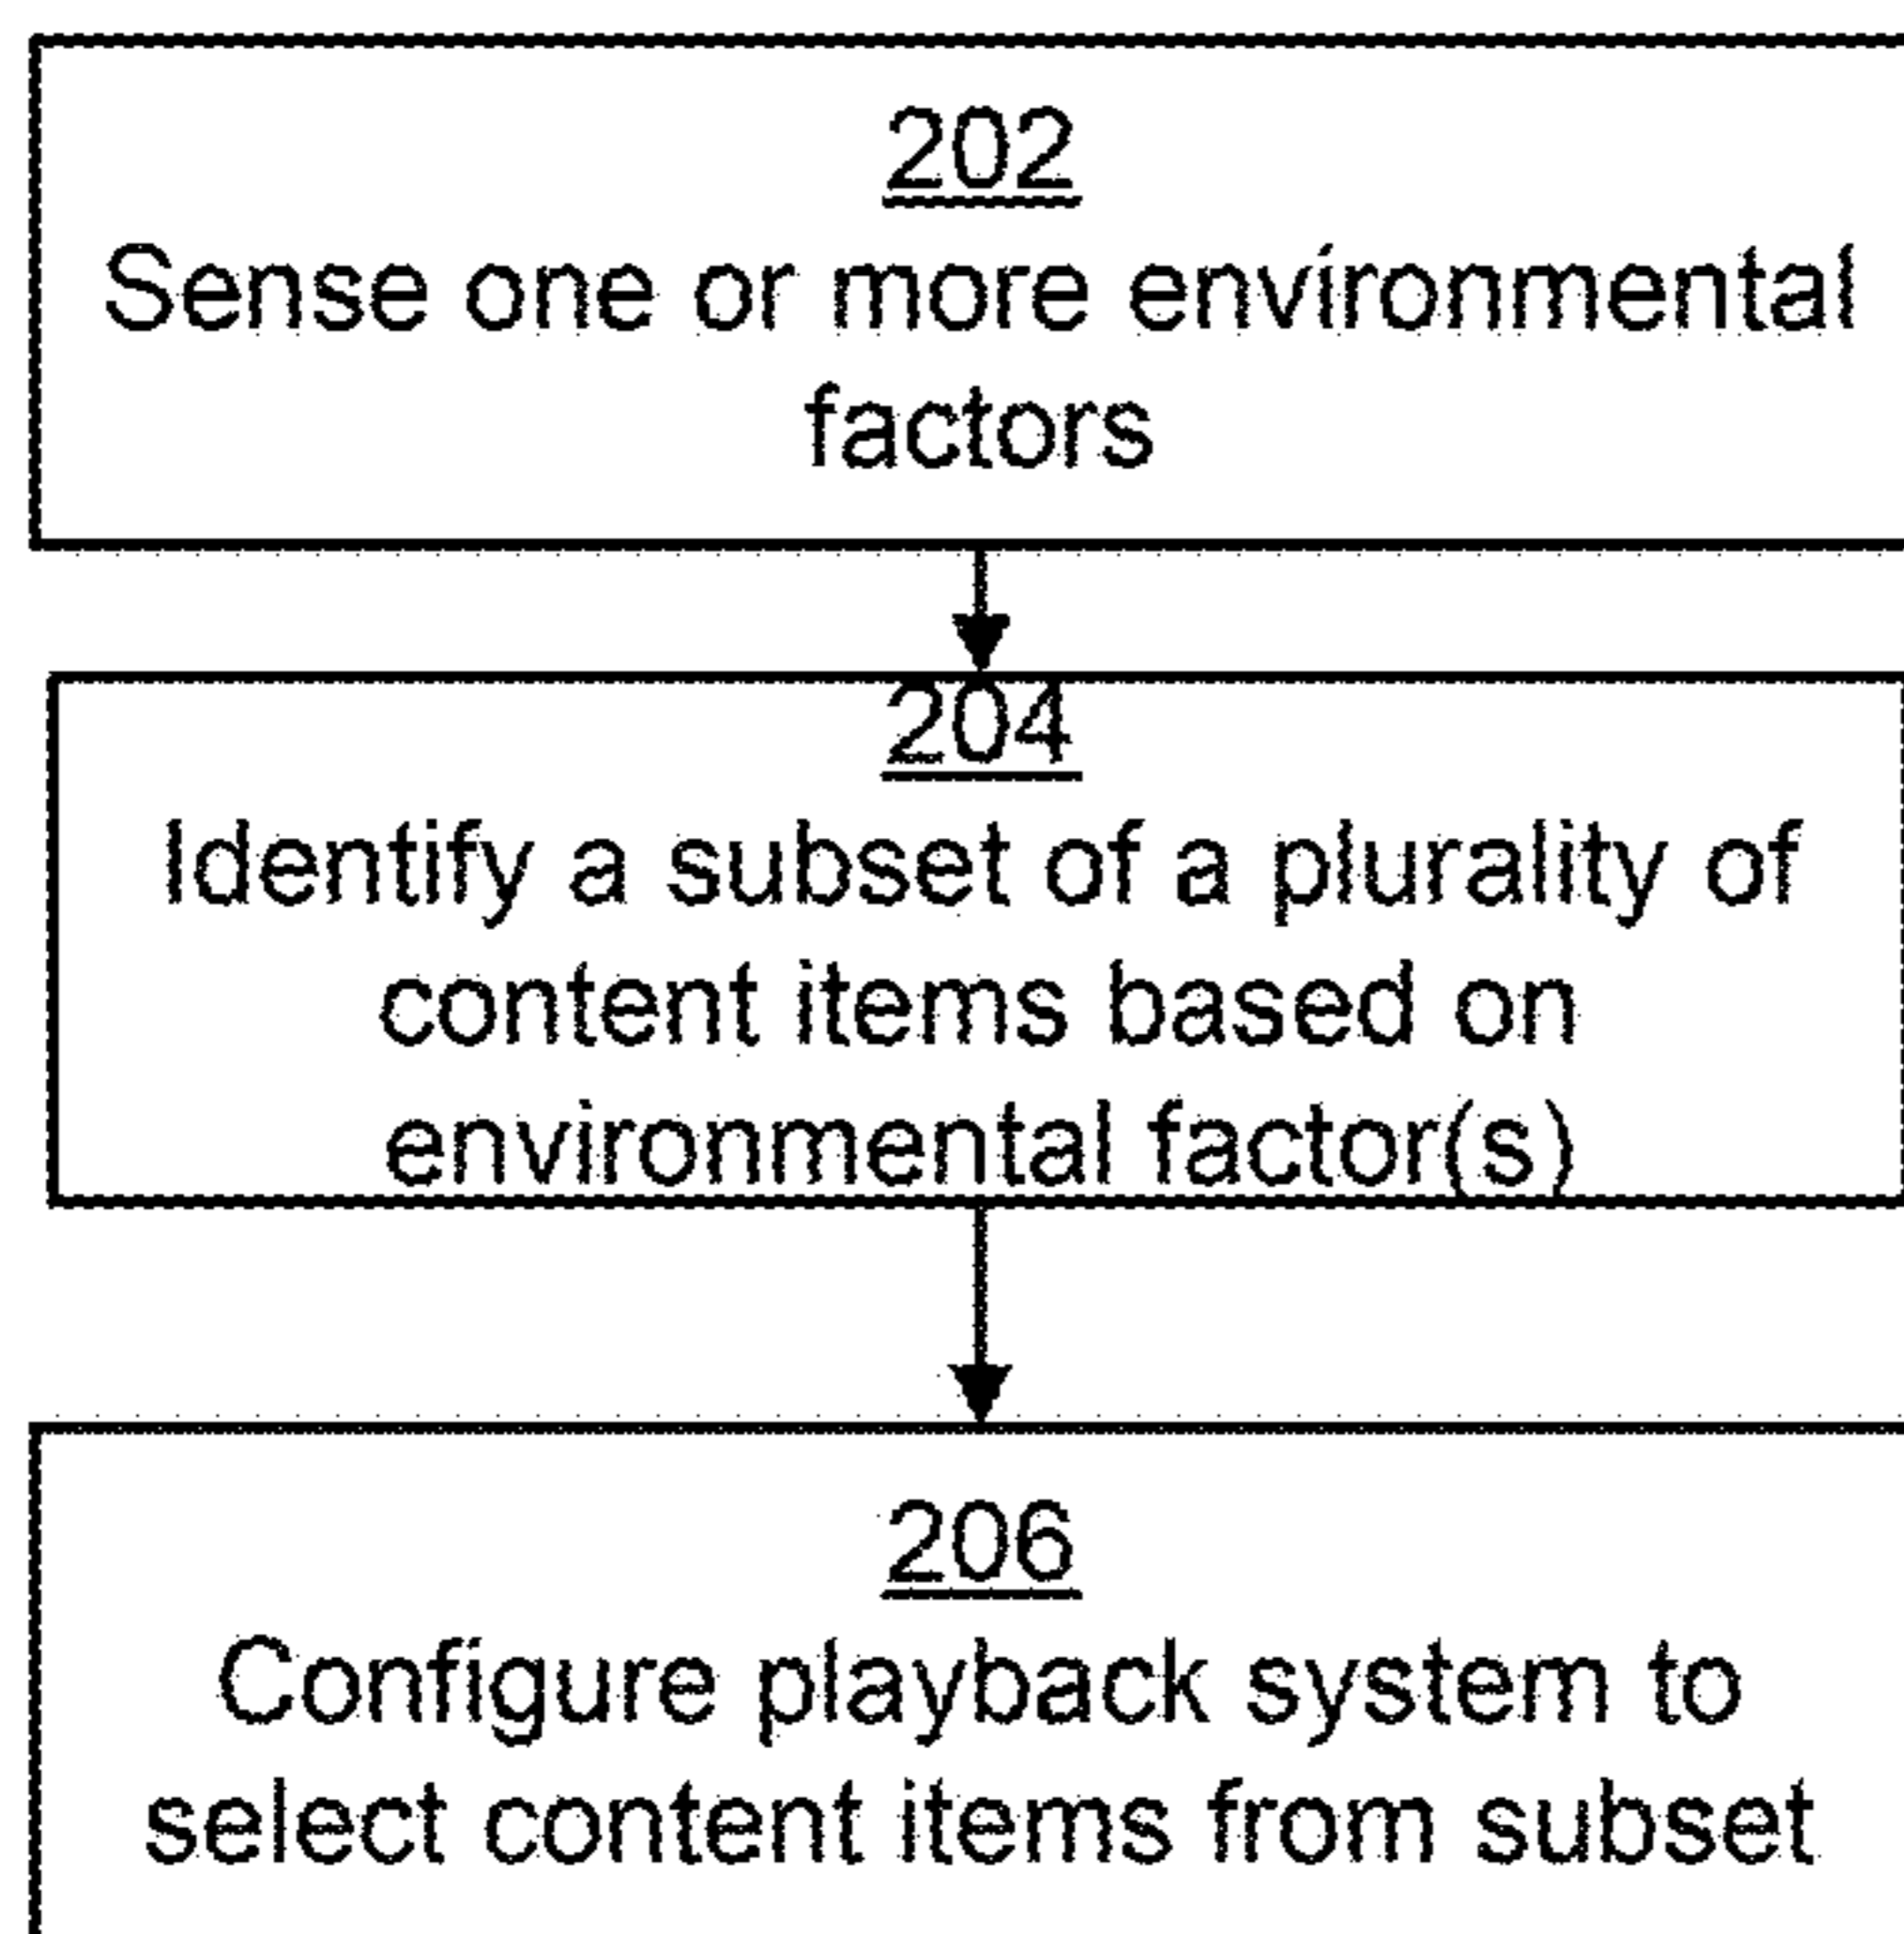 202
Sense one or more environmental
factors
204
Identify a subset of a plurality of
content items based on
environmental factor(s)
206
Configure playback system to
select content items from subset